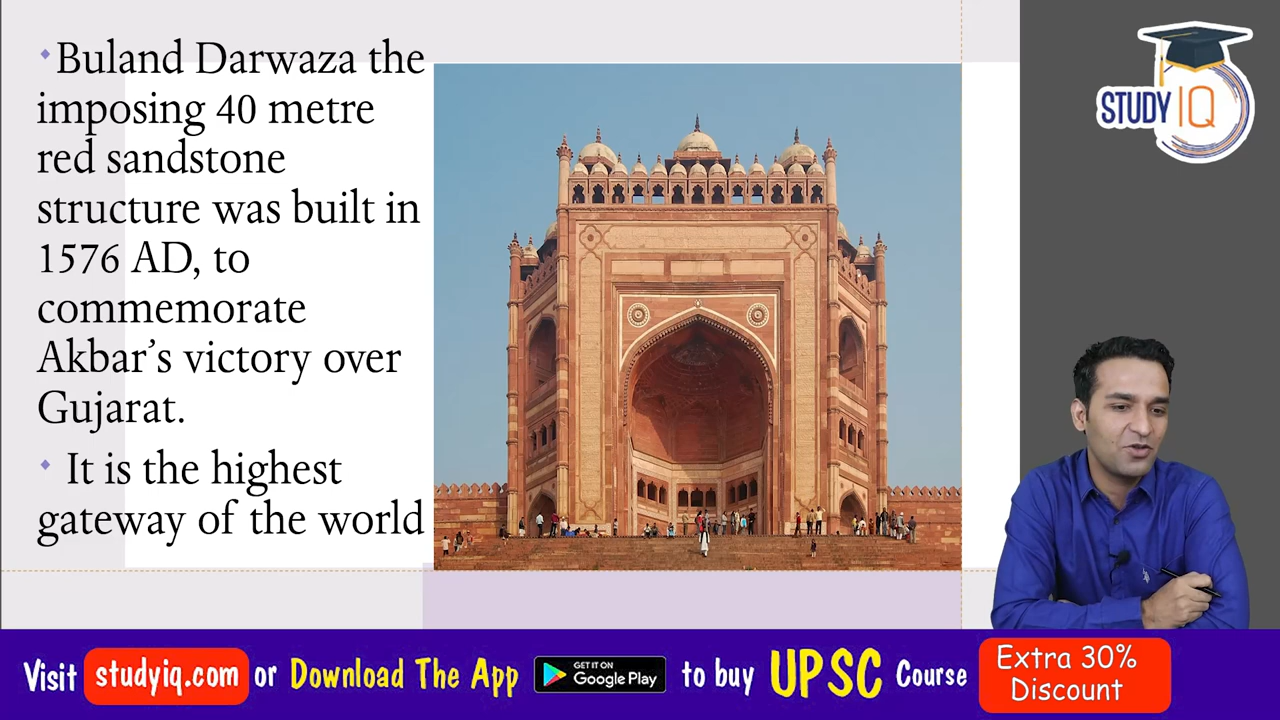 Buland Darwaza the
imposing 40 metre
red sandstone
structure was built in
1576 AD, to
commemorate
Akbar’s victory over
Gujarat.
It is the highest
gateway of the world
STUDY IQ
Visit studyiq.com or Download The App GET IT ON Google Play to buy UPSC Course
Extra 30%
Discount